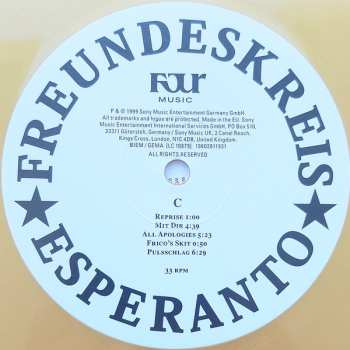 FREUNDESKREIS
FOUR
MUSIC
℗ & © 1999 Sony Music Entertainment Germany GmbH.
All trademarks and logos are protected. Made in the EU. Sony
Music Entertainment International Services GmbH, PO Box 510,
33311 Gütersloh, Germany / Sony Music UK, 2 Canal Reach,
Kings Cross, London, N1C 4DB, United Kingdom.
BIEM / GEMA (LC 18979) 19802811931
ALL RIGHTS RESERVED
C
Reprise 1:00
Mit Dir 4:39
All Apologies 5:23
Frico's Skit 0:50
Pulsschlag 6:29
33 RPM
ESPERANTO